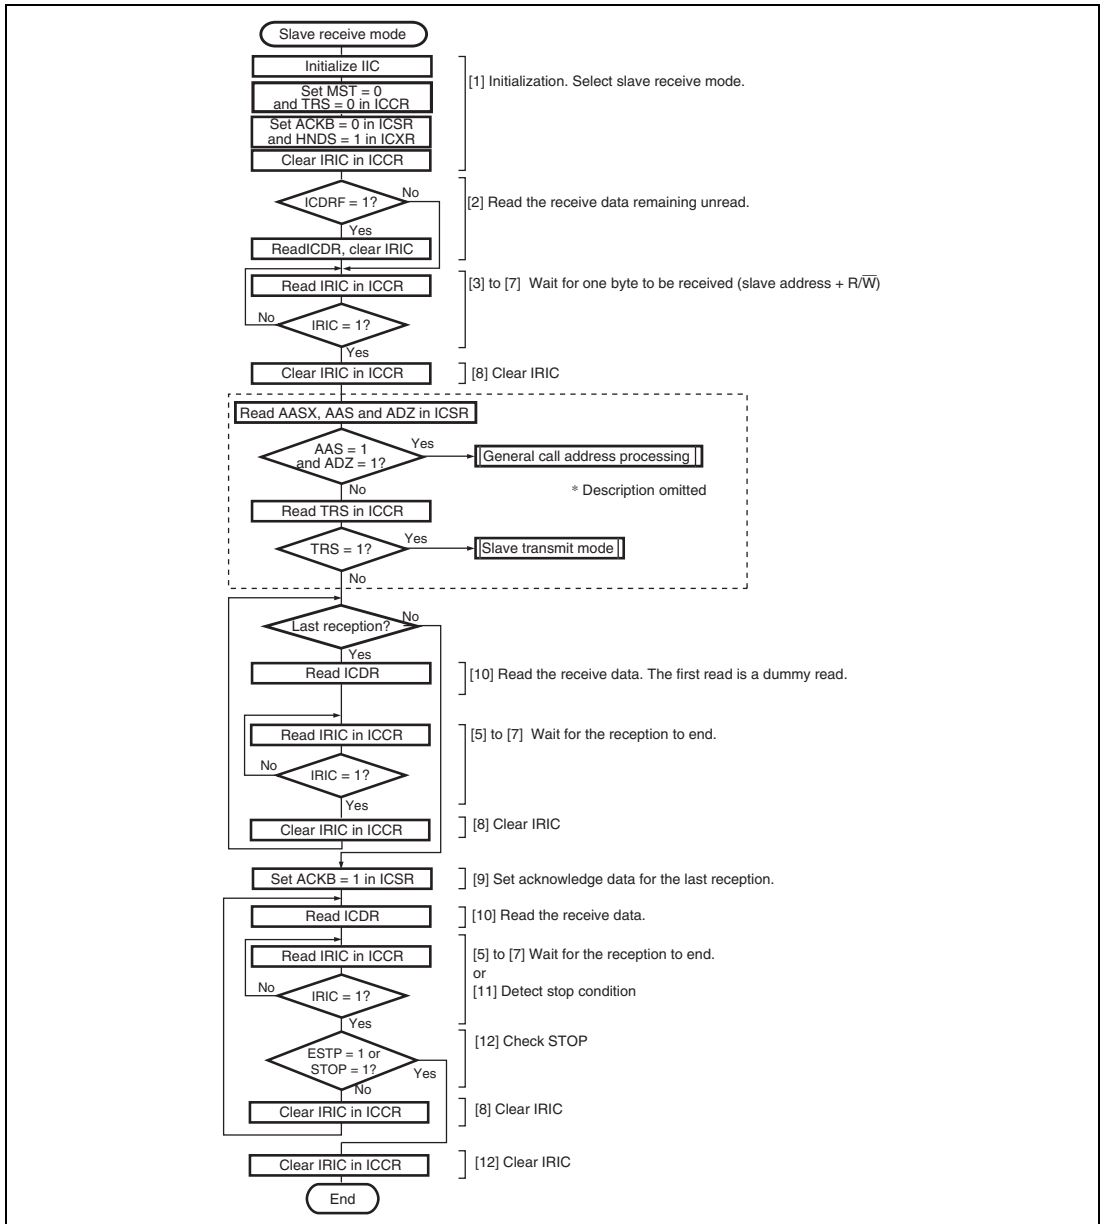 Slave receive mode
Initialize IIC
[1] Initialization. Select slave receive mode.
Set MST = 0
and TRS = 0 in ICCR
Set ACKB = 0 in ICSR
and HNDS = 1 in ICXR
Clear IRIC in ICCR
No
ICDRF = 1?
[2] Read the receive data remaining unread.
Yes
ReadICDR, clear IRIC
Read IRIC in ICCR
[3] to [7] Wait for one byte to be received (slave address + R/W̅)
No
IRIC = 1?
Yes
Clear IRIC in ICCR
[8] Clear IRIC
Read AASX, AAS and ADZ in ICSR
AAS = 1
and ADZ = 1?
Yes
General call address processing
No
* Description omitted
Read TRS in ICCR
TRS = 1?
Yes
Slave transmit mode
No
Last reception?
No
Yes
Read ICDR
[10] Read the receive data. The first read is a dummy read.
Read IRIC in ICCR
[5] to [7] Wait for the reception to end.
No
IRIC = 1?
Yes
Clear IRIC in ICCR
[8] Clear IRIC
Set ACKB = 1 in ICSR
[9] Set acknowledge data for the last reception.
Read ICDR
[10] Read the receive data.
Read IRIC in ICCR
[5] to [7] Wait for the reception to end.
or
[11] Detect stop condition
No
IRIC = 1?
Yes
[12] Check STOP
ESTP = 1 or
STOP = 1?
Yes
No
Clear IRIC in ICCR
[8] Clear IRIC
Clear IRIC in ICCR
[12] Clear IRIC
End